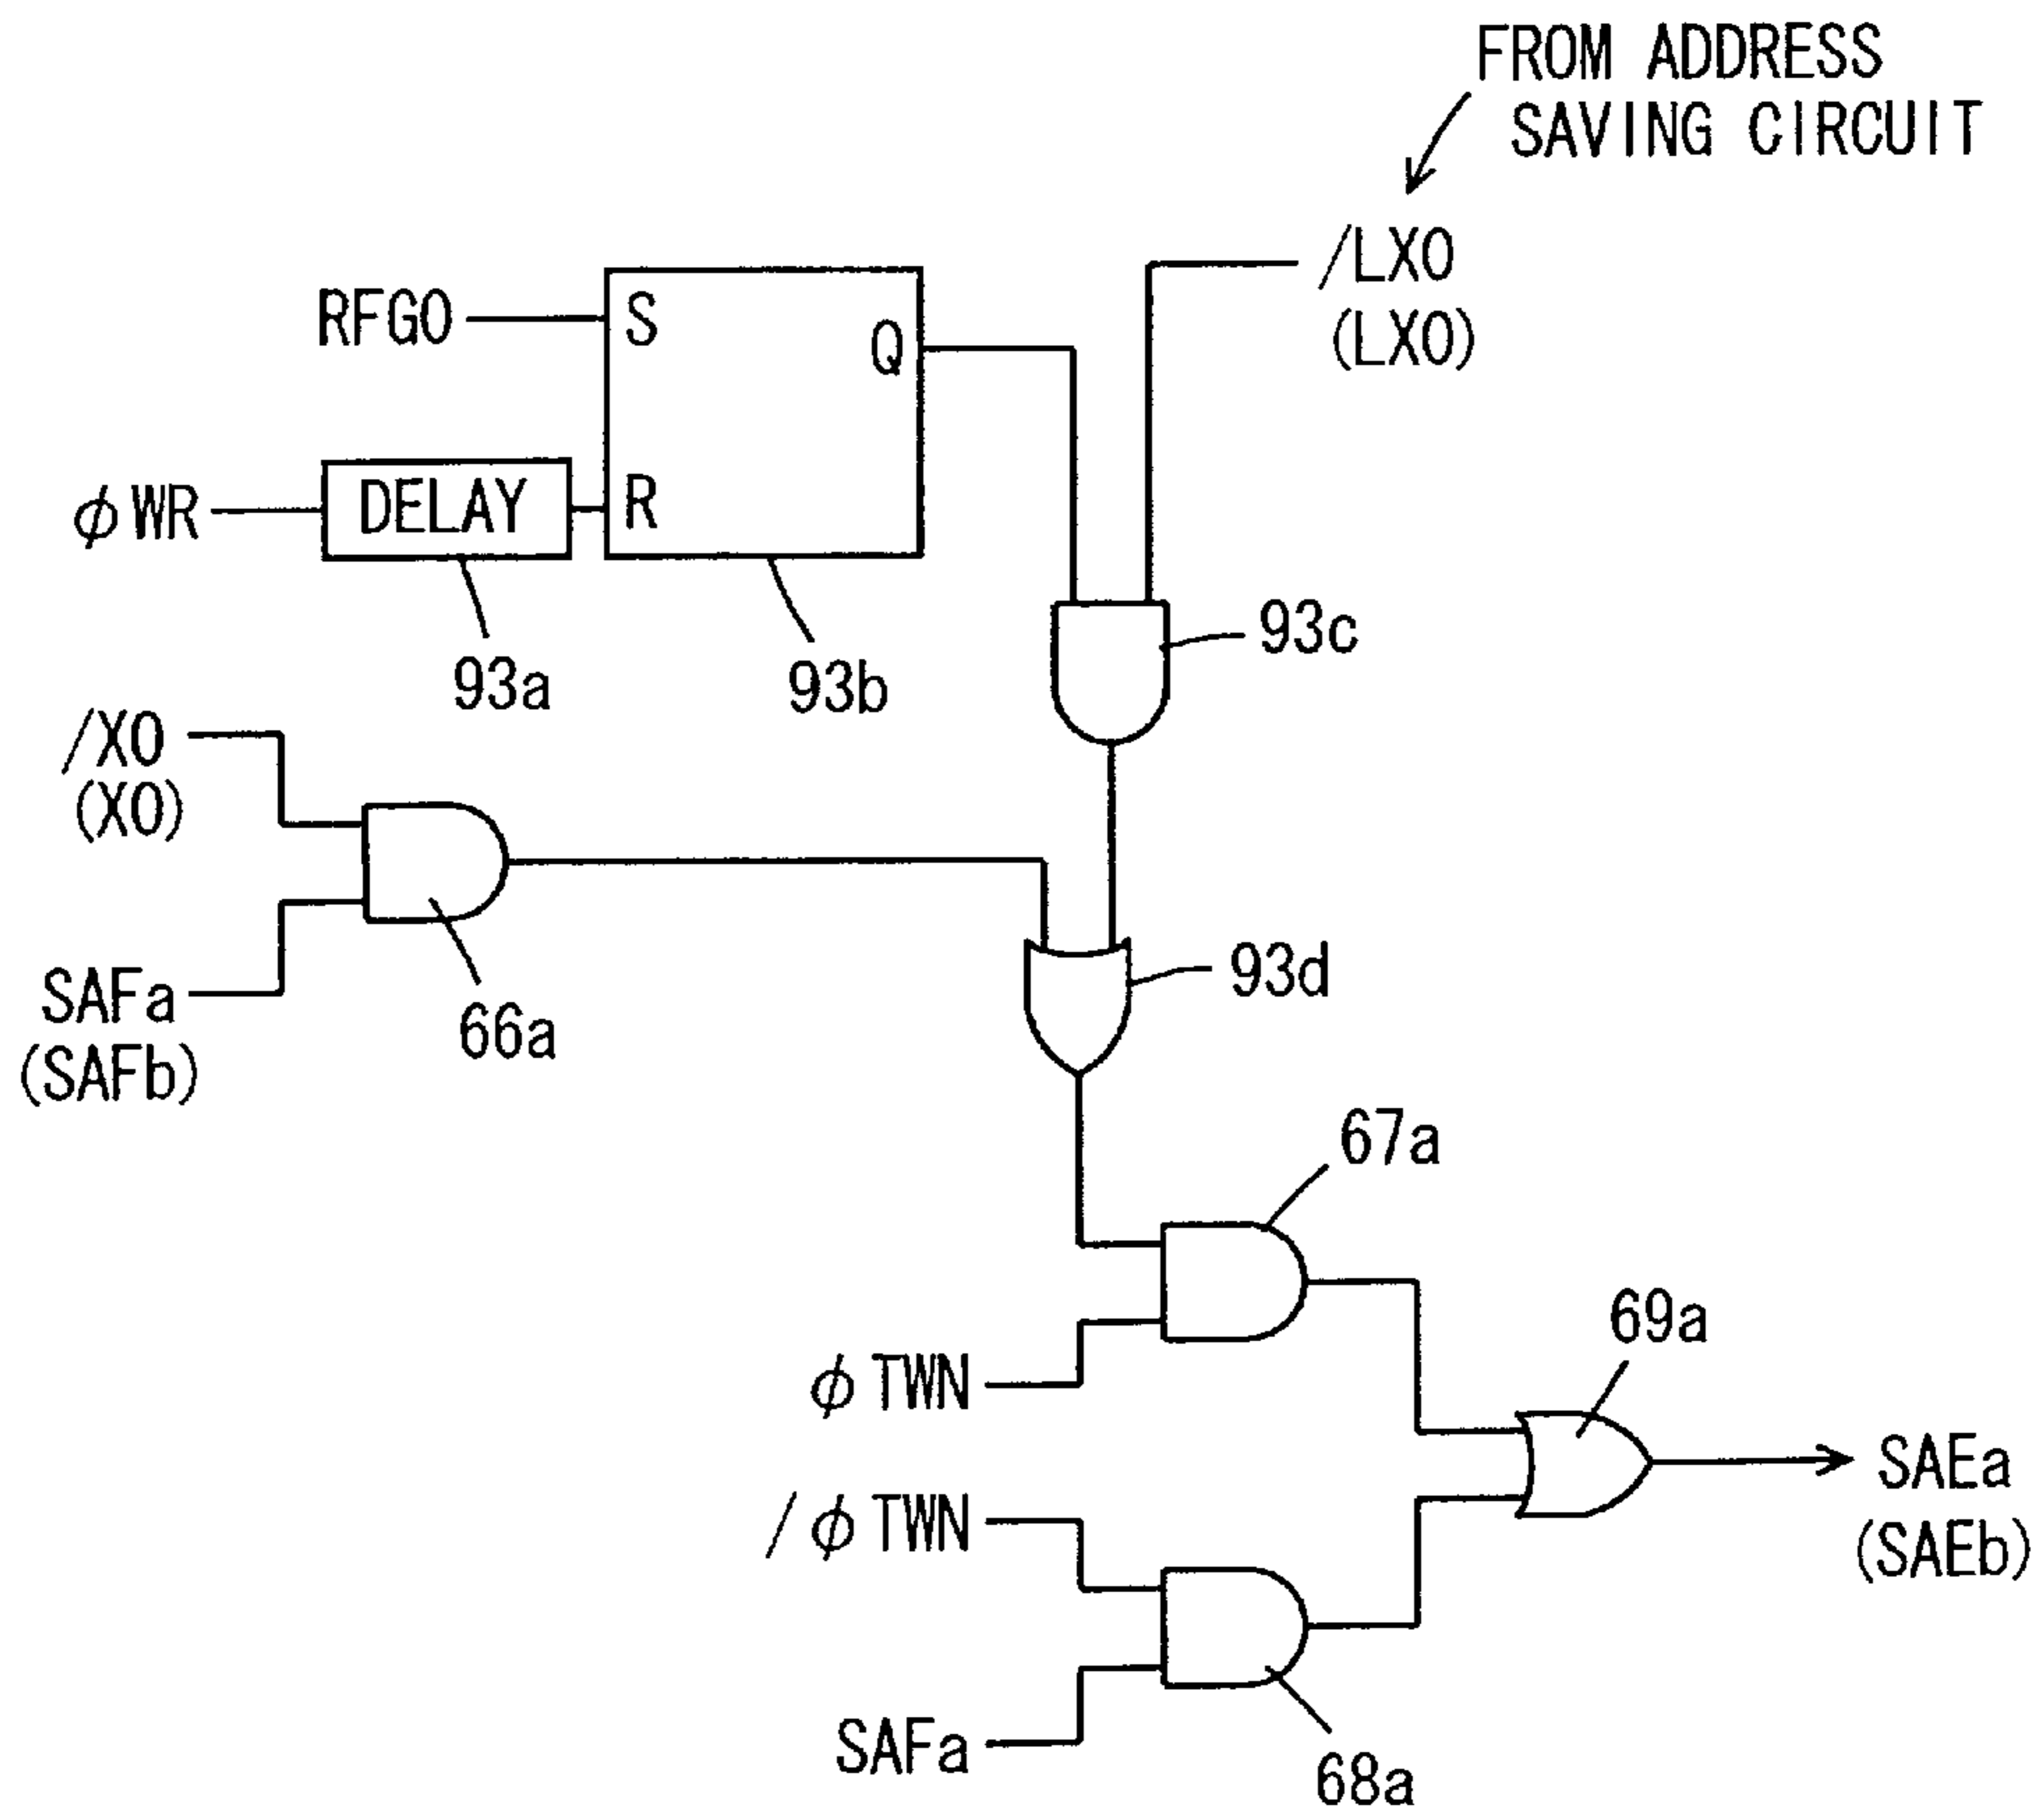 FROM ADDRESS
SAVING CIRCUIT
/LX0
(LX0)
RFG0
S
Q
φWR
DELAY
R
93a
93b
93c
/X0
(X0)
SAFa
(SAFb)
66a
93d
67a
φTWN
69a
SAEa
(SAEb)
/φTWN
SAFa
68a